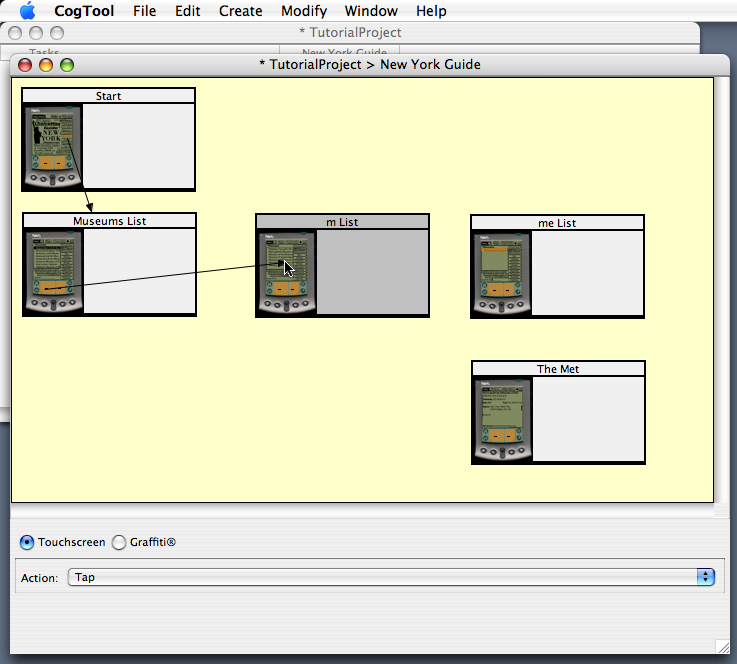 CogTool File Edit Create Modify Window Help
* TutorialProject
Tasks New York Guide
* TutorialProject > New York Guide
Start
Museums List
m List
me List
The Met
Touchscreen Graffiti®
Action: Tap